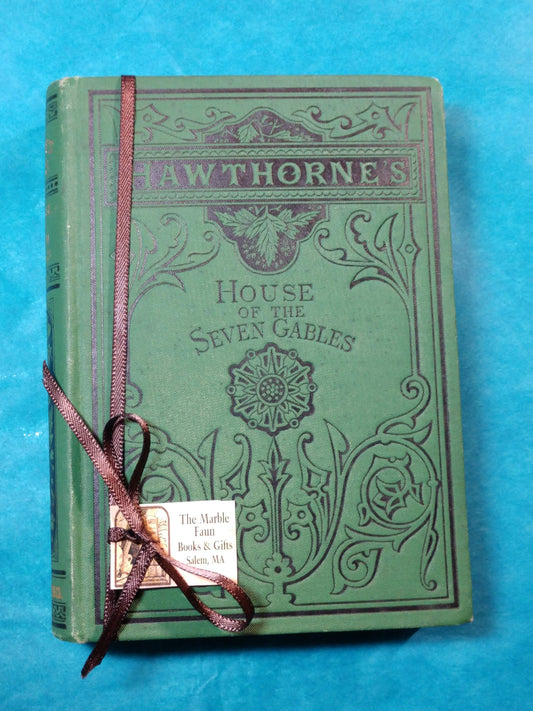 HAWTHORNE'S
HOUSE
OF THE
SEVEN GABLES
The Marble
Faun
Books & Gifts
Salem, MA